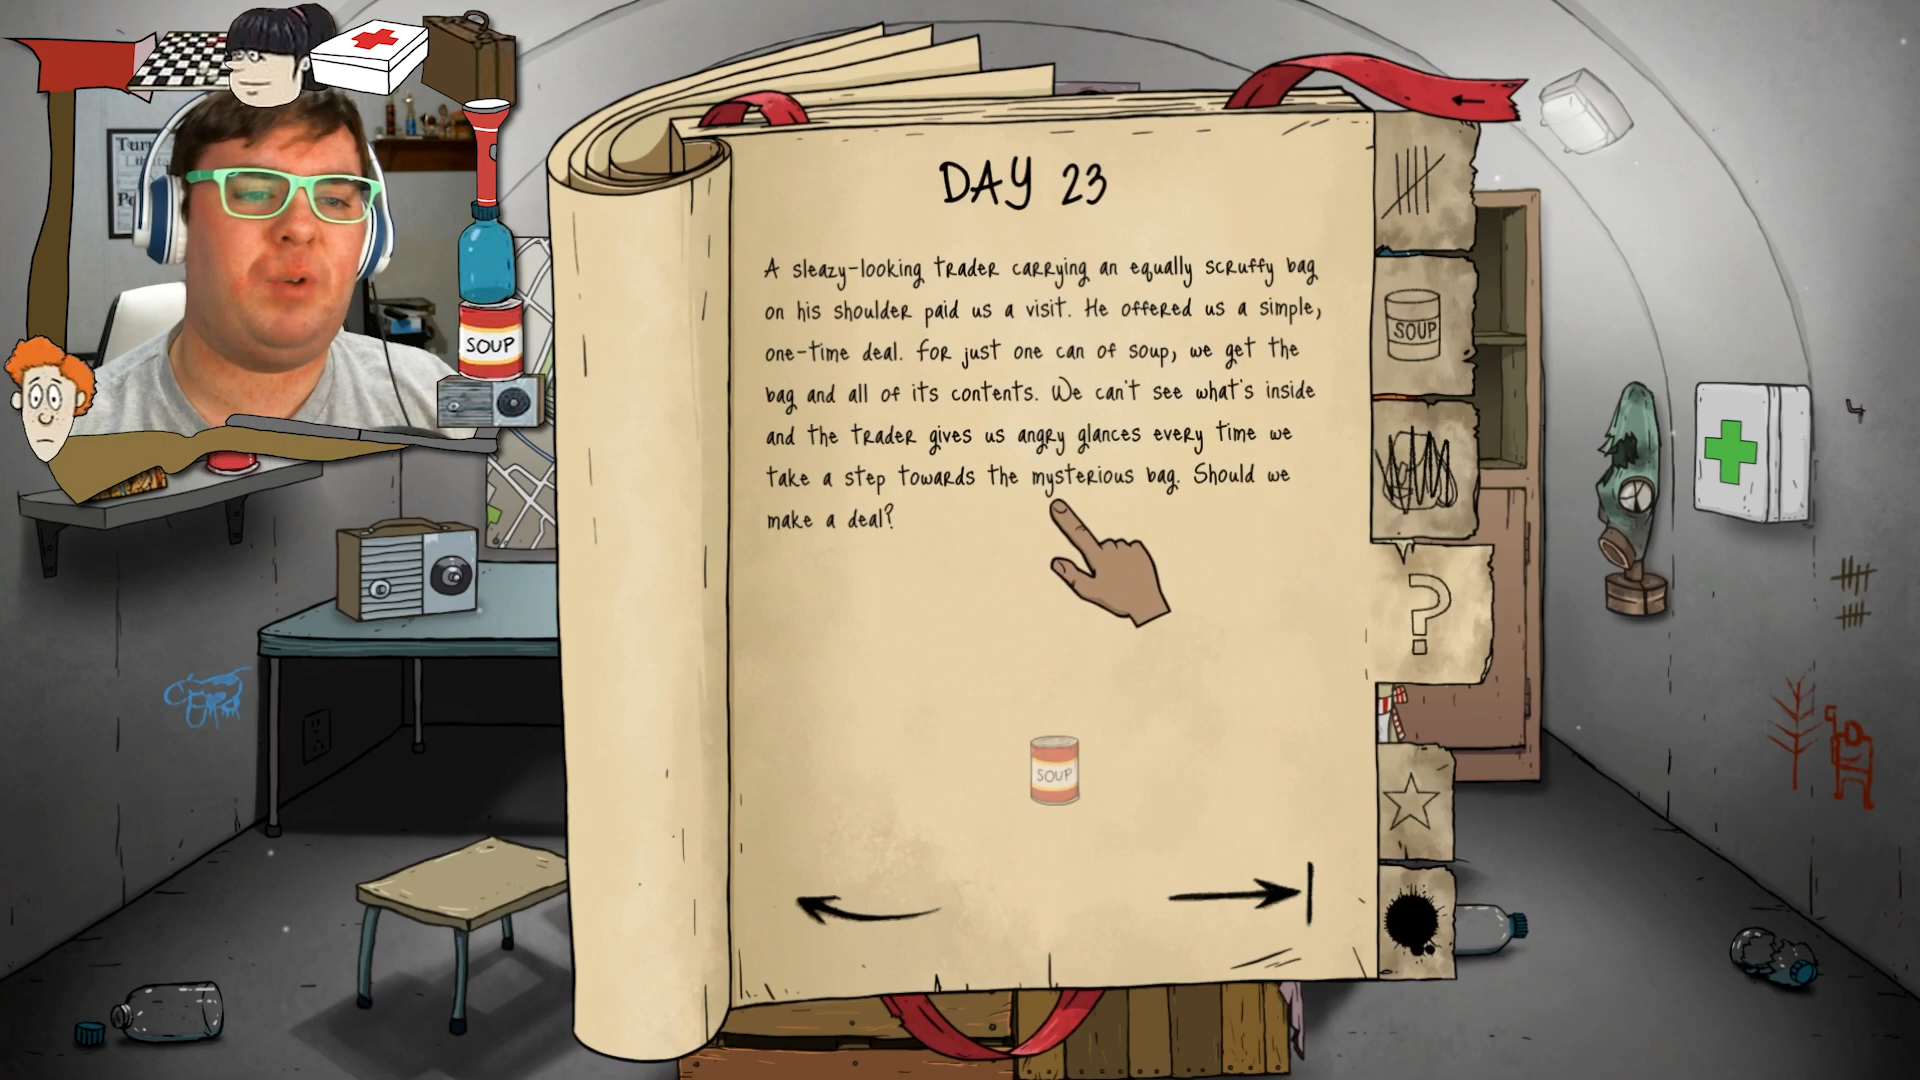 Turn
Li
Pe
SOUP
DAY 23
A sleazy-looking trader carrying an equally scruffy bag
on his shoulder paid us a visit. He offered us a simple,
one-time deal. For just one can of soup, we get the
bag and all of its contents. We can't see what's inside
and the trader gives us angry glances every time we
take a step towards the mysterious bag. Should we
make a deal?
SOUP
SOUP
?